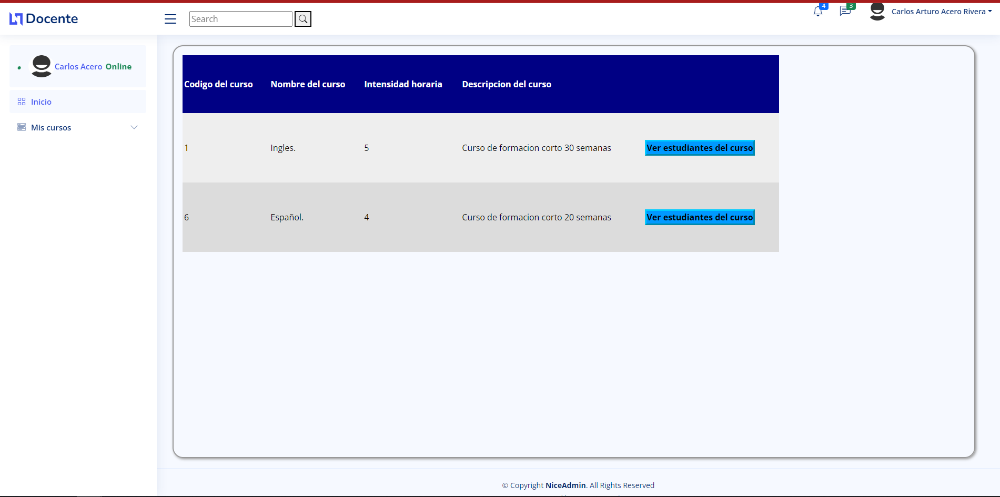 Docente
Search
4
3
Carlos Arturo Acero Rivera
Carlos Acero Online
Inicio
Mis cursos
Codigo del curso Nombre del curso Intensidad horaria Descripcion del curso
1 Ingles. 5 Curso de formacion corto 30 semanas Ver estudiantes del curso
6 Español. 4 Curso de formacion corto 20 semanas Ver estudiantes del curso
© Copyright NiceAdmin. All Rights Reserved